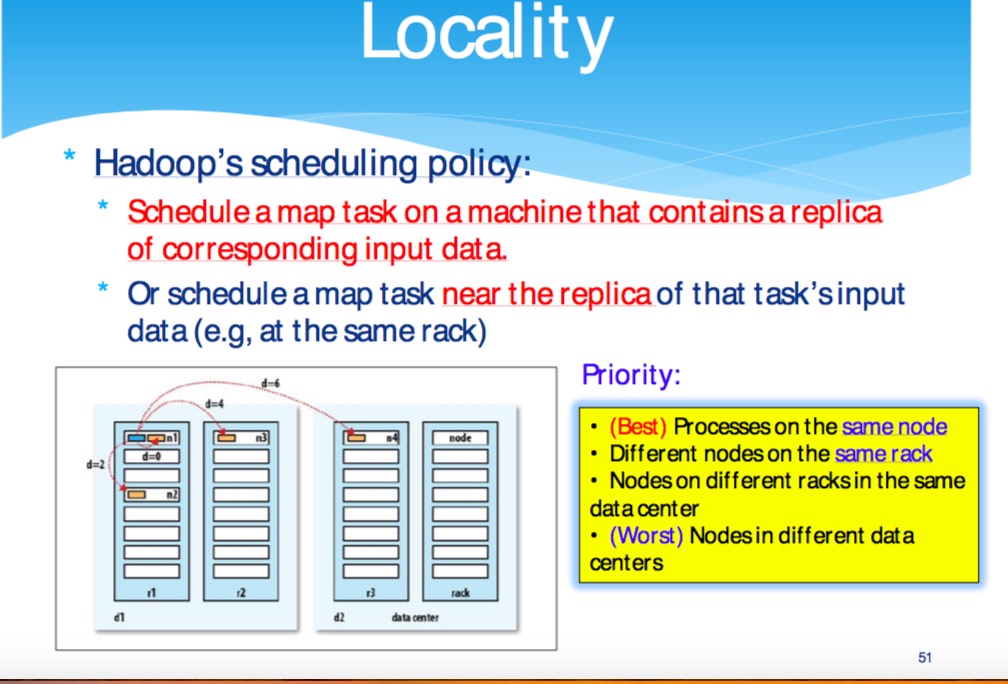 Locality
* Hadoop's scheduling policy:
* Schedule a map task on a machine that contains a replica
of corresponding input data.
* Or schedule a map task near the replica of that task's input
data (e.g, at the same rack)
Priority:
• (Best) Processes on the same node
• Different nodes on the same rack
• Nodes on different racks in the same
data center
• (Worst) Nodes in different data
centers
d=6
d=4
n1
n3
n4
node
d=0
d=2
n2
r1
r2
r3
rack
d1
d2
data center
51